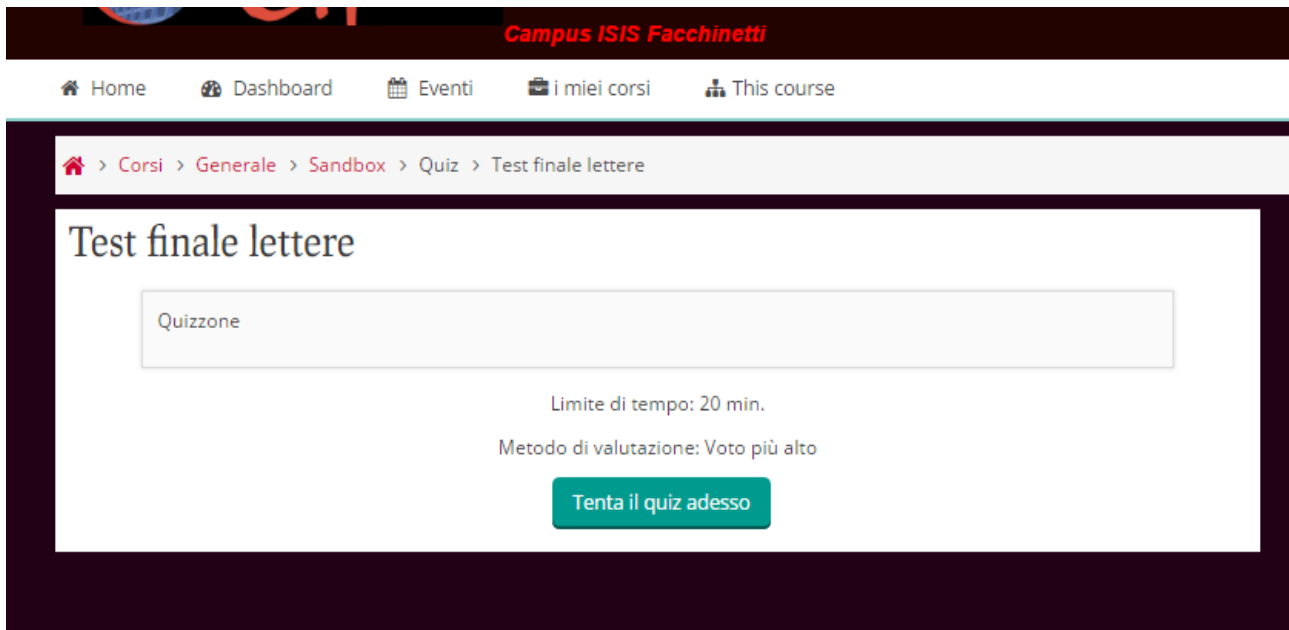 Campus ISIS Facchinetti
Home Dashboard Eventi i miei corsi This course
> Corsi > Generale > Sandbox > Quiz > Test finale lettere
Test finale lettere
Quizzone
Limite di tempo: 20 min.
Metodo di valutazione: Voto più alto
Tenta il quiz adesso